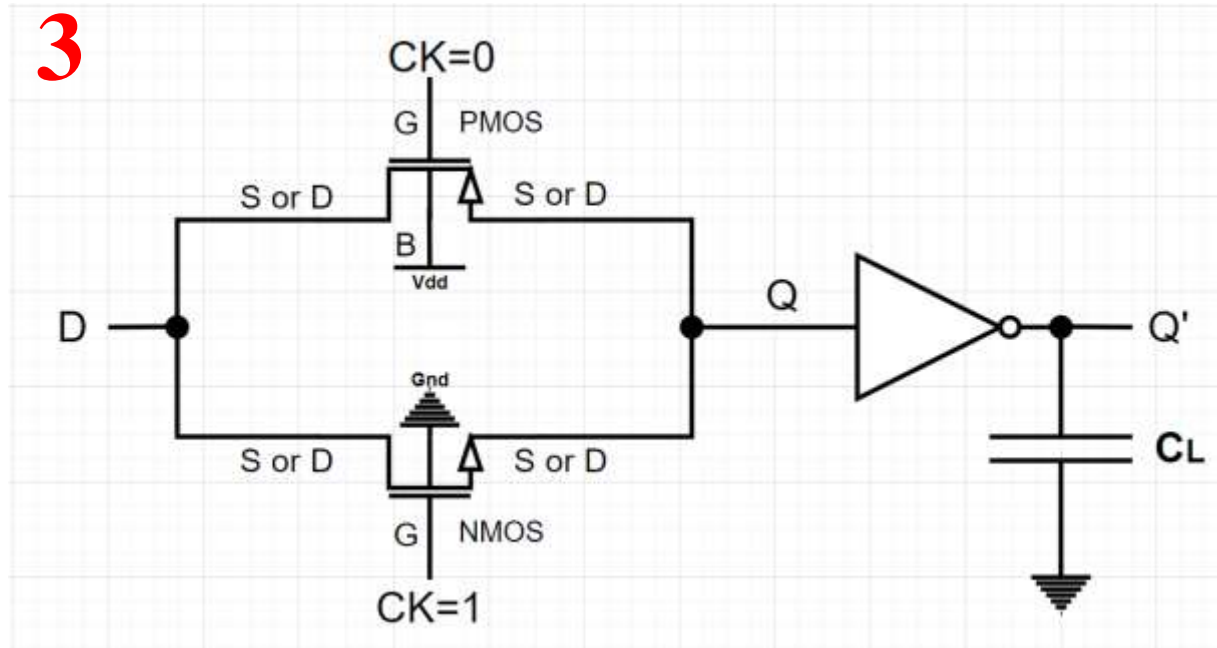 3
CK=0
G PMOS
S or D S or D
B
Vdd
D
Q
Q'
Gnd
S or D S or D
CL
G NMOS
CK=1